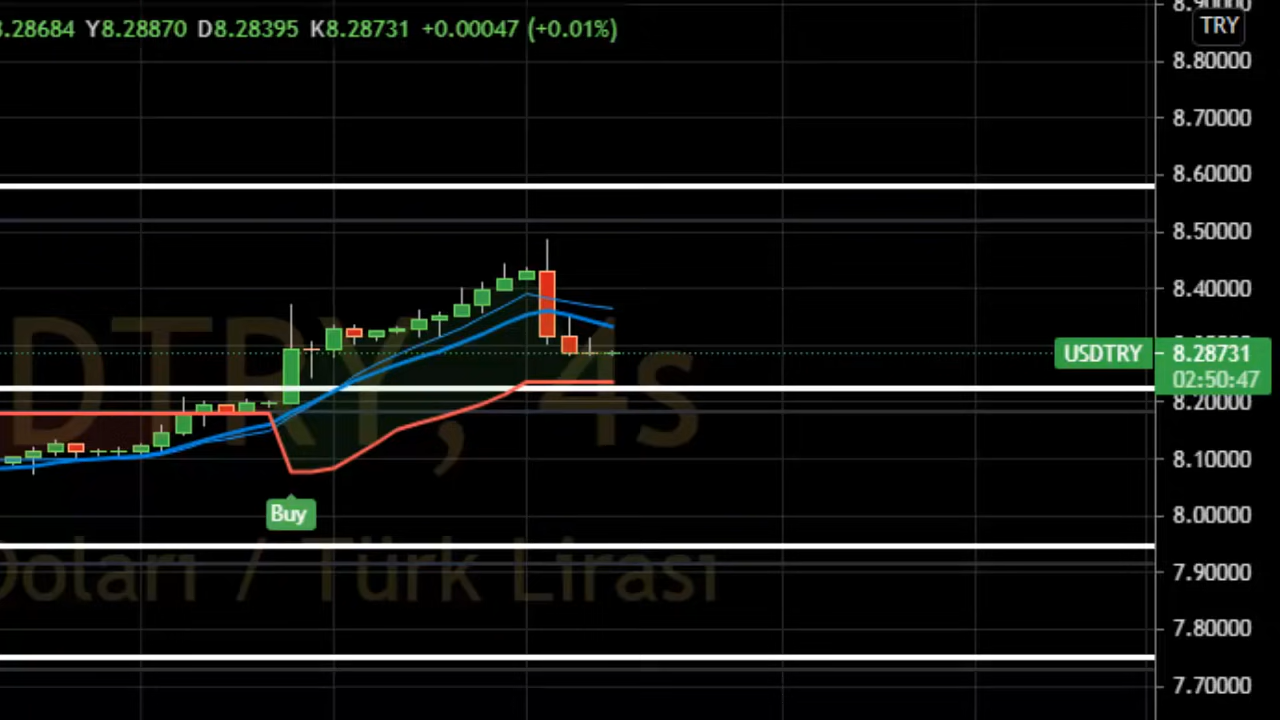 8.28684 Y8.28870 D8.28395 K8.28731 +0.00047 (+0.01%)
TRY
8.80000
8.70000
8.60000
8.50000
8.40000
USDTRY 8.28731
02:50:47
8.20000
8.10000
8.00000
7.90000
7.80000
7.70000
DTRY, 4s
Doları / Türk Lirası
Buy